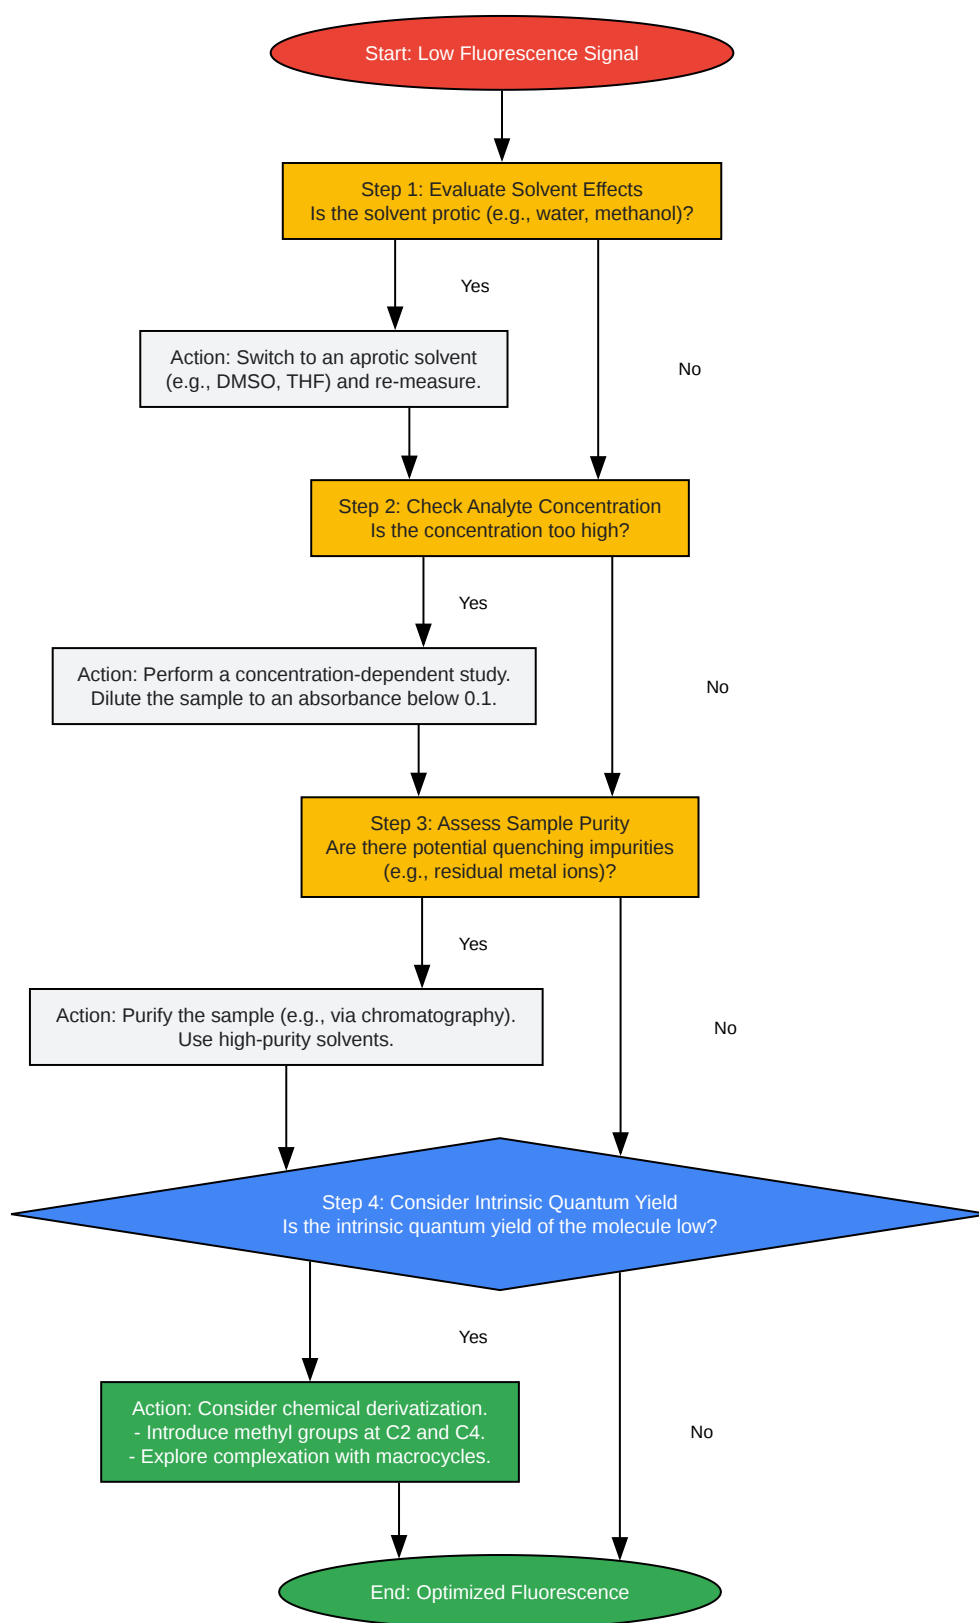 Start: Low Fluorescence Signal
Step 1: Evaluate Solvent Effects
Is the solvent protic (e.g., water, methanol)?
Yes
Action: Switch to an aprotic solvent
(e.g., DMSO, THF) and re-measure.
No
Step 2: Check Analyte Concentration
Is the concentration too high?
Yes
Action: Perform a concentration-dependent study.
Dilute the sample to an absorbance below 0.1.
No
Step 3: Assess Sample Purity
Are there potential quenching impurities
(e.g., residual metal ions)?
Yes
Action: Purify the sample (e.g., via chromatography).
Use high-purity solvents.
No
Step 4: Consider Intrinsic Quantum Yield
Is the intrinsic quantum yield of the molecule low?
Yes
Action: Consider chemical derivatization.
- Introduce methyl groups at C2 and C4.
- Explore complexation with macrocycles.
No
End: Optimized Fluorescence